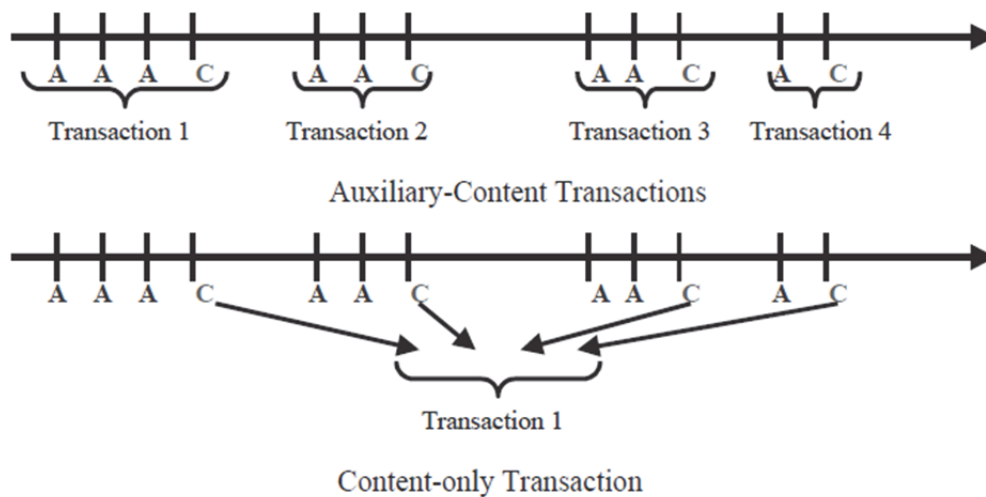 A A A C A A C A A C A C
Transaction 1 Transaction 2 Transaction 3 Transaction 4
Auxiliary-Content Transactions
A A A C A A C A A C A C
Transaction 1
Content-only Transaction